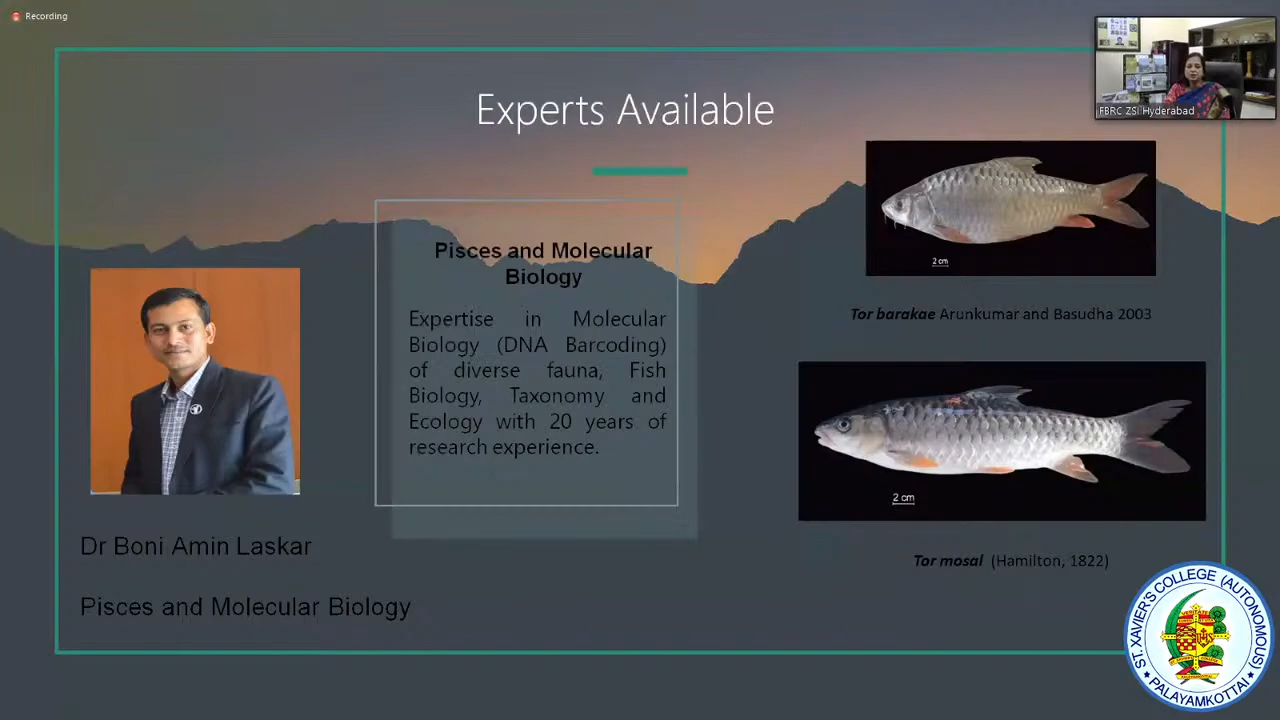 Recording
FBRC ZSI Hyderabad
Experts Available
Pisces and Molecular
Biology
Expertise in Molecular
Biology (DNA Barcoding)
of diverse fauna, Fish
Biology, Taxonomy and
Ecology with 20 years of
research experience.
2 cm
Tor barakae Arunkumar and Basudha 2003
2 cm
Tor mosal (Hamilton, 1822)
Dr Boni Amin Laskar
Pisces and Molecular Biology
ST. XAVIER'S COLLEGE (AUTONOMOUS)
PALAYAMKOTTAI